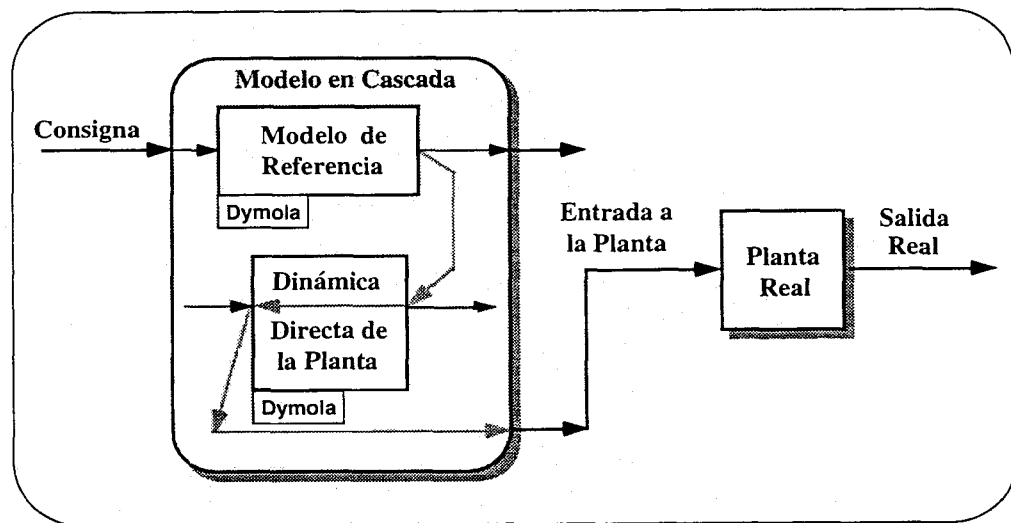 Modelo en Cascada
Consigna
Modelo de
Referencia
Dymola
Entrada a
la Planta
Salida
Real
Planta
Real
Dinámica
Directa de
la Planta
Dymola